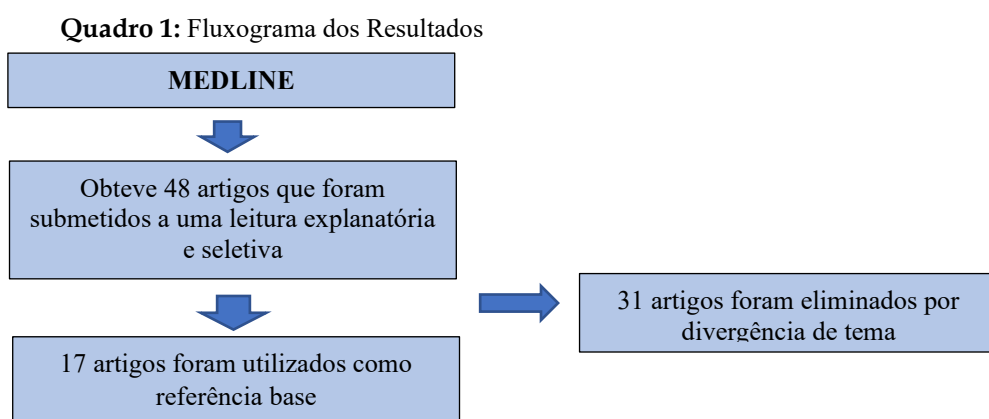 Quadro 1: Fluxograma dos Resultados
MEDLINE
Obteve 48 artigos que foram
submetidos a uma leitura explanatória
e seletiva
31 artigos foram eliminados por
divergência de tema
17 artigos foram utilizados como
referência base